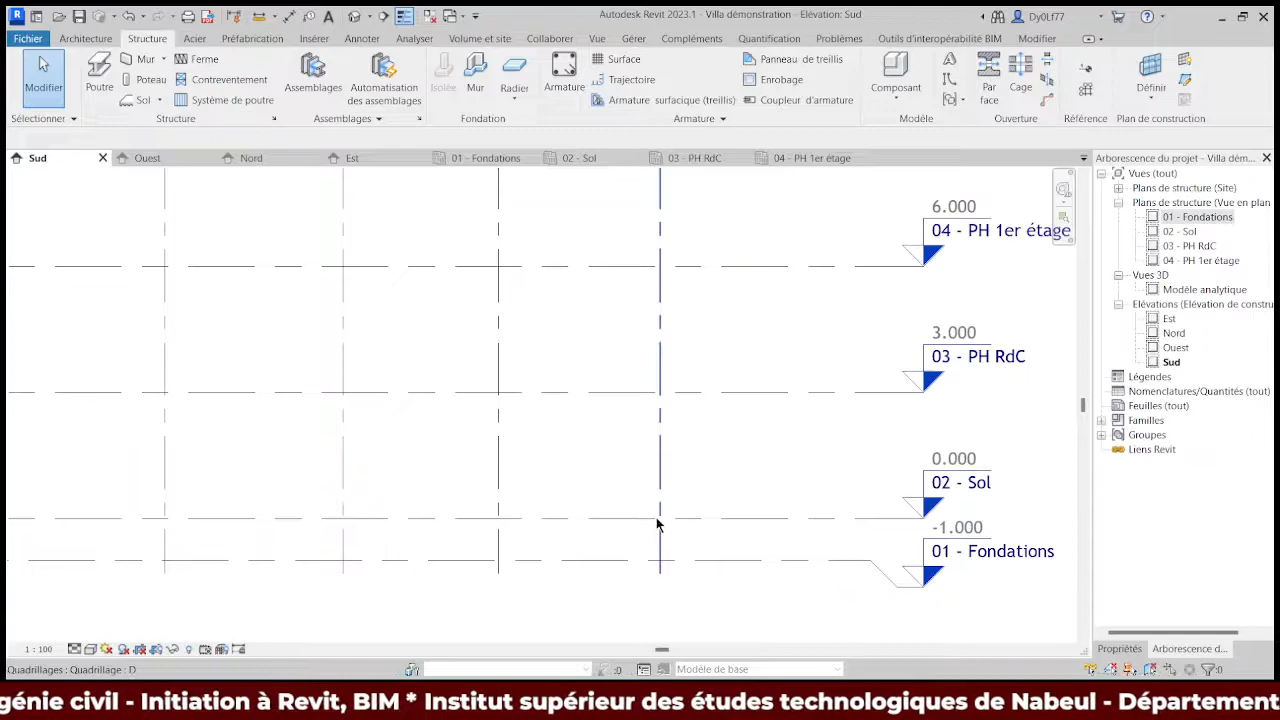 Autodesk Revit 2023.1 - Villa démonstration - Elévation: Sud
Dy0Lf77
Fichier
Architecture
Structure
Acier
Préfabrication
Insérer
Annoter
Analyser
Volume et site
Collaborer
Vue
Gérer
Compléments
Quantification
Problèmes
Outils d'interopérabilité BIM
Modifier
Modifier
Poutre
Mur
Poteau
Sol
Ferme
Contreventement
Système de poutre
Assemblages
Automatisation
des assemblages
Isolée
Mur
Radier
Armature
Surface
Trajectoire
Armature surfacique (treillis)
Panneau de treillis
Enrobage
Coupleur d'armature
Composant
Par
face
Cage
Définir
Sélectionner
Structure
Assemblages
Fondation
Armature
Modèle
Ouverture
Référence
Plan de construction
Sud
Ouest
Nord
Est
01 - Fondations
02 - Sol
03 - PH RdC
04 - PH 1er étage
Arborescence du projet - Villa dém...
Vues (tout)
Plans de structure (Site)
Plans de structure (Vue en plan
01 - Fondations
02 - Sol
03 - PH RdC
04 - PH 1er étage
Vues 3D
Modèle analytique
Elévations (Elévation de constru
Est
Nord
Ouest
Sud
Légendes
Nomenclatures/Quantités (tout)
Feuilles (tout)
Familles
Groupes
Liens Revit
6.000
04 - PH 1er étage
3.000
03 - PH RdC
0.000
02 - Sol
-1.000
01 - Fondations
1 : 100
Propriétés
Arborescence d...
Quadrillages : Quadrillage : D
:0
Modèle de base
:0
génie civil - Initiation à Revit, BIM * Institut supérieur des études technologiques de Nabeul - Département